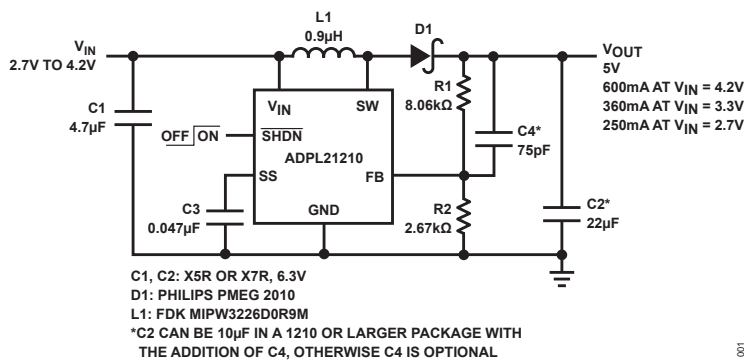 L1
0.9µH
D1
VIN
2.7V TO 4.2V
VOUT
5V
600mA AT VIN = 4.2V
360mA AT VIN = 3.3V
250mA AT VIN = 2.7V
C1
4.7µF
VIN
SW
R1
8.06kΩ
C4*
75pF
OFF ON
SHDN
ADPL21210
SS
FB
C3
0.047µF
GND
R2
2.67kΩ
C2*
22µF
C1, C2: X5R OR X7R, 6.3V
D1: PHILIPS PMEG 2010
L1: FDK MIPW3226D0R9M
*C2 CAN BE 10µF IN A 1210 OR LARGER PACKAGE WITH
THE ADDITION OF C4, OTHERWISE C4 IS OPTIONAL
001